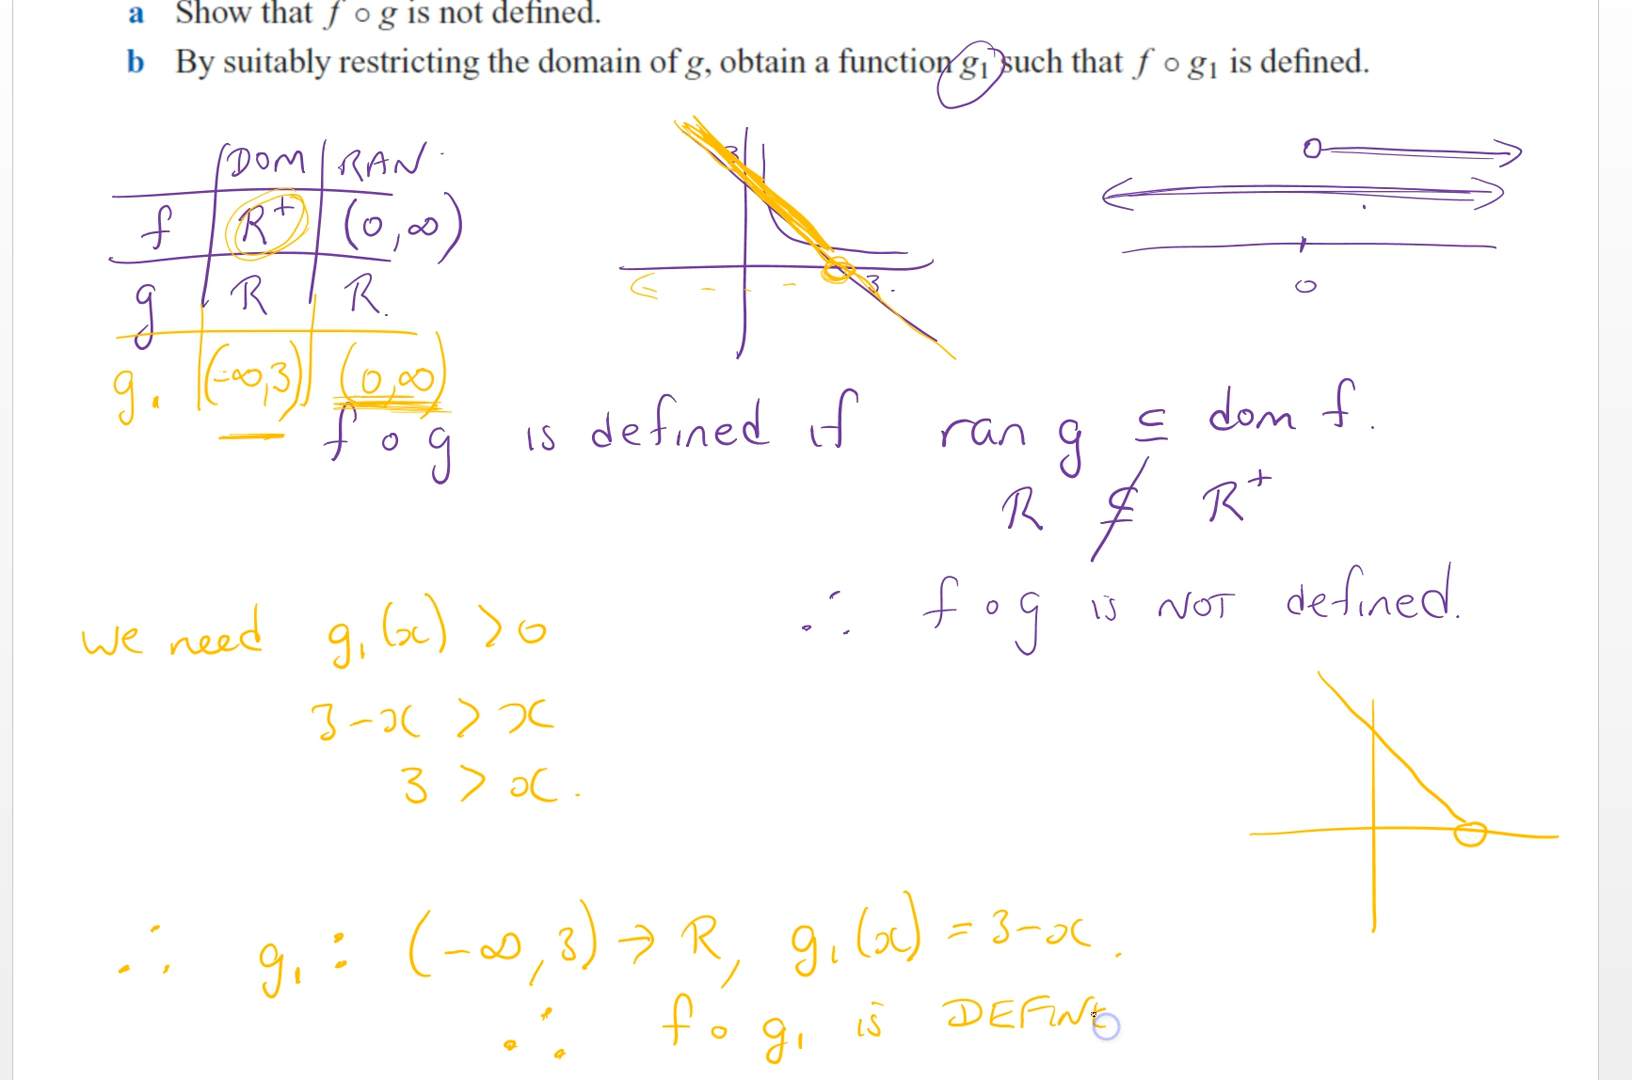 a Show that f ∘ g is not defined.
b By suitably restricting the domain of g, obtain a function g₁ such that f ∘ g₁ is defined.
DOM RAN
f R⁺ (0,∞)
g R R.
g₁ (-∞,3) (0,∞)
3
3
0
f ∘ g is defined if ran g ⊆ dom f.
R ⊄ R⁺
∴ f ∘ g is NOT defined.
we need g₁(x) > 0
3-x > x
3 > x.
∴ g₁ : (-∞,3) → R, g₁(x) = 3-x.
∴ f ∘ g₁ is DEFINE